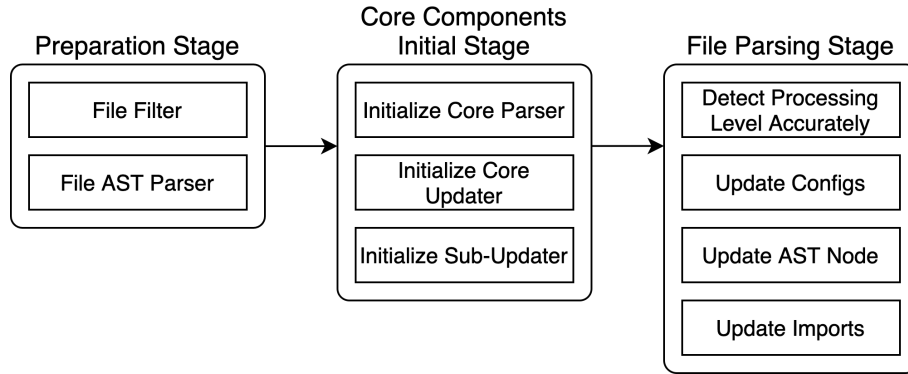 Preparation Stage
File Filter
File AST Parser
Core Components
Initial Stage
Initialize Core Parser
Initialize Core
Updater
Initialize Sub-Updater
File Parsing Stage
Detect Processing
Level Accurately
Update Configs
Update AST Node
Update Imports